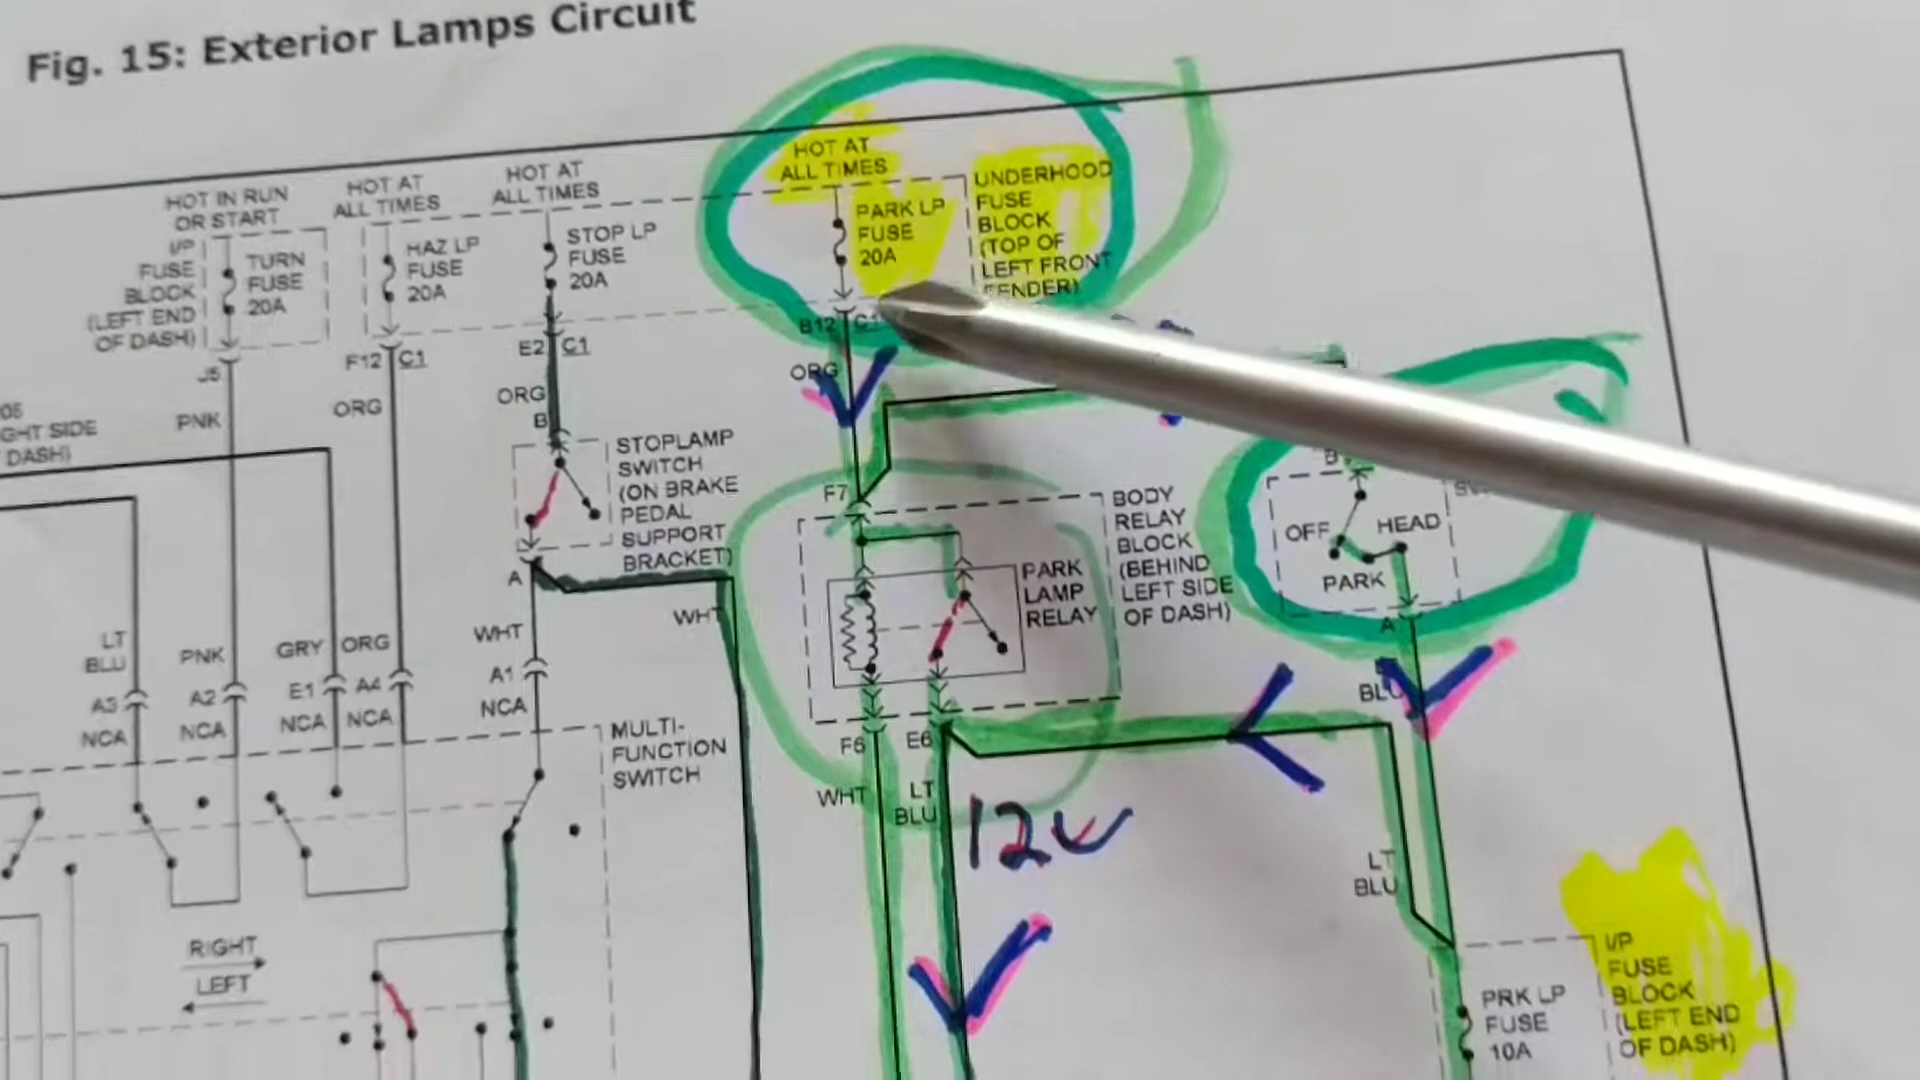 Fig. 15: Exterior Lamps Circuit
HOT IN RUN
OR START
HOT AT
ALL TIMES
HOT AT
ALL TIMES
HOT AT
ALL TIMES
I/P
FUSE
BLOCK
(LEFT END
OF DASH)
TURN
FUSE
20A
HAZ LP
FUSE
20A
STOP LP
FUSE
20A
PARK LP
FUSE
20A
UNDERHOOD
FUSE
BLOCK
(TOP OF
LEFT FRONT
FENDER)
J5
F12 C1
E2 C1
B12 C1
PNK
ORG
ORG
B
ORG
05
GHT SIDE
DASH)
STOPLAMP
SWITCH
(ON BRAKE
PEDAL
SUPPORT
BRACKET)
F7
BODY
RELAY
BLOCK
(BEHIND
LEFT SIDE
OF DASH)
PARK
LAMP
RELAY
B
OFF
HEAD
PARK
A
A
WHT
WHT
LT
BLU
PNK
GRY
ORG
A3
A2
E1
A4
A1
NCA
NCA
NCA
NCA
NCA
MULTI-
FUNCTION
SWITCH
F6
E6
WHT
LT
BLU
BLU
12v
LT
BLU
RIGHT
LEFT
PRK LP
FUSE
10A
I/P
FUSE
BLOCK
(LEFT END
OF DASH)